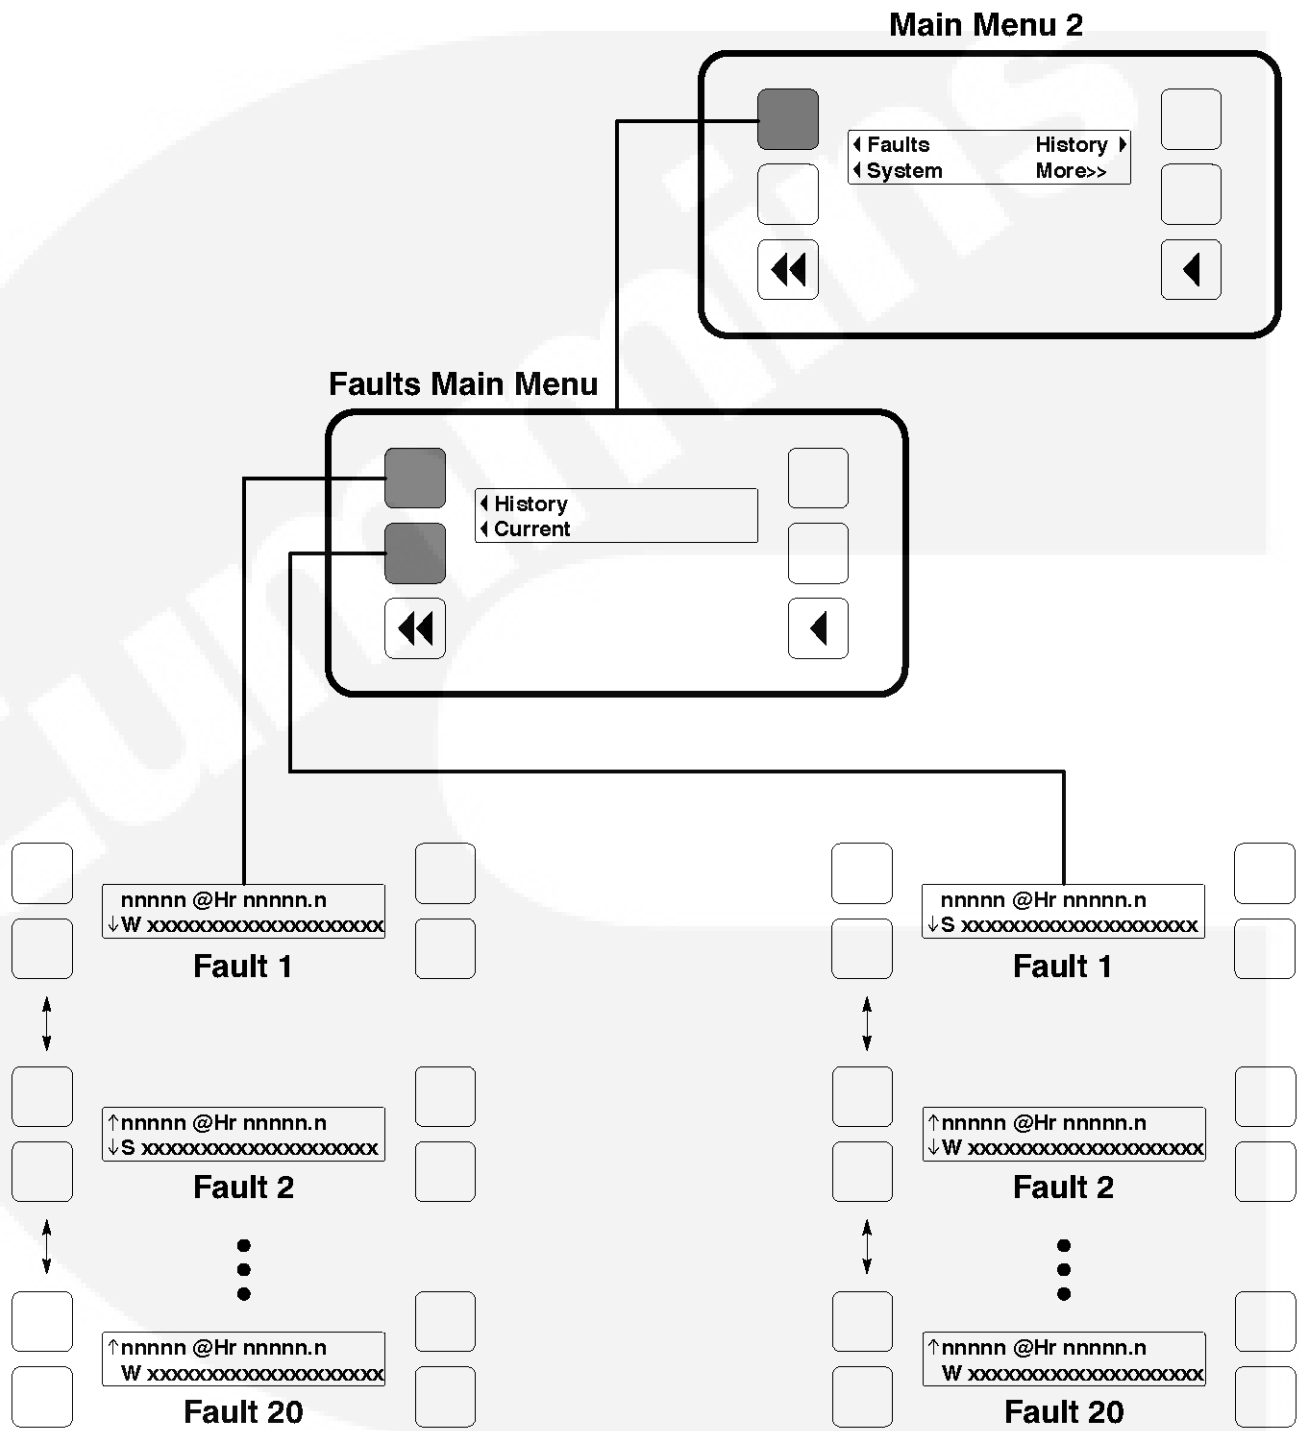 Main Menu 2
Faults History
System More>>
Faults Main Menu
History
Current
nnnnn @Hr nnnnn.n
↓W xxxxxxxxxxxxxxxxxxxx
Fault 1
↑nnnnn @Hr nnnnn.n
↓S xxxxxxxxxxxxxxxxxxxx
Fault 2
↑nnnnn @Hr nnnnn.n
W xxxxxxxxxxxxxxxxxxxx
Fault 20
nnnnn @Hr nnnnn.n
↓S xxxxxxxxxxxxxxxxxxxx
Fault 1
↑nnnnn @Hr nnnnn.n
↓W xxxxxxxxxxxxxxxxxxxx
Fault 2
↑nnnnn @Hr nnnnn.n
W xxxxxxxxxxxxxxxxxxxx
Fault 20
Cummins